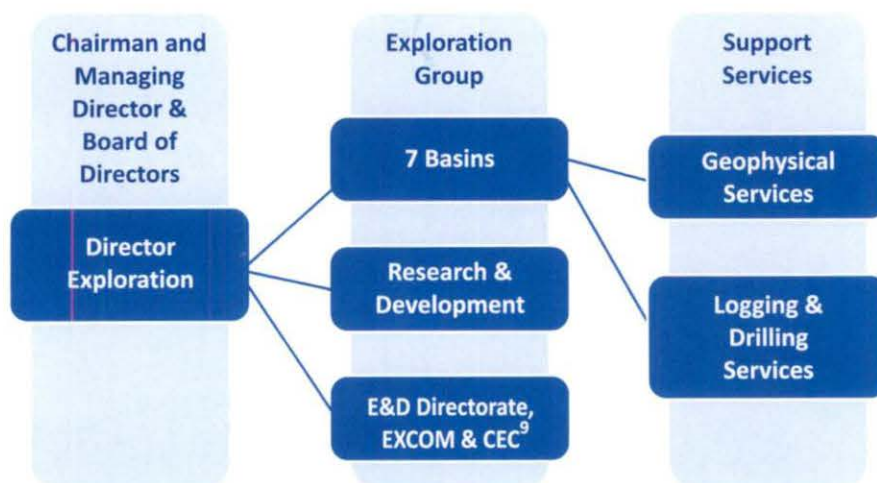 Chairman and
Managing
Director &
Board of
Directors
Director
Exploration
Exploration
Group
7 Basins
Research &
Development
E&D Directorate,
EXCOM & CEC9
Support
Services
Geophysical
Services
Logging &
Drilling
Services